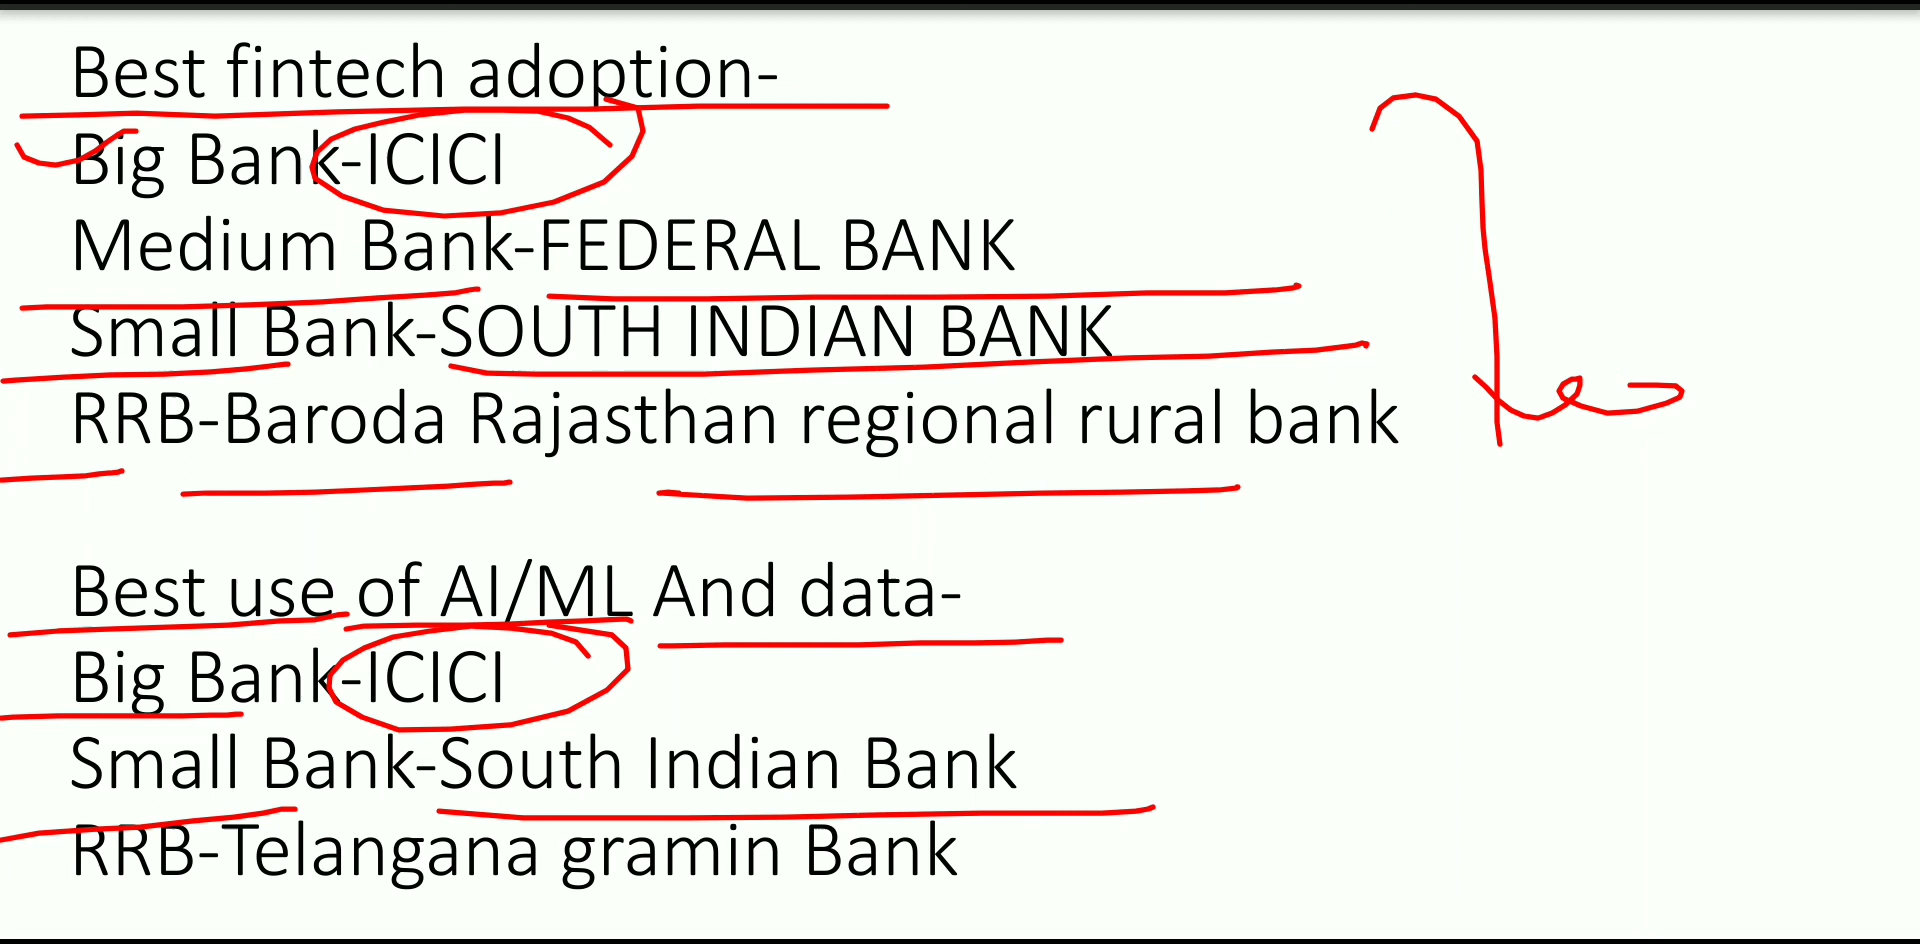 Best fintech adoption-
Big Bank-ICICI
Medium Bank-FEDERAL BANK
Small Bank-SOUTH INDIAN BANK
RRB-Baroda Rajasthan regional rural bank
Best use of AI/ML And data-
Big Bank-ICICI
Small Bank-South Indian Bank
RRB-Telangana gramin Bank